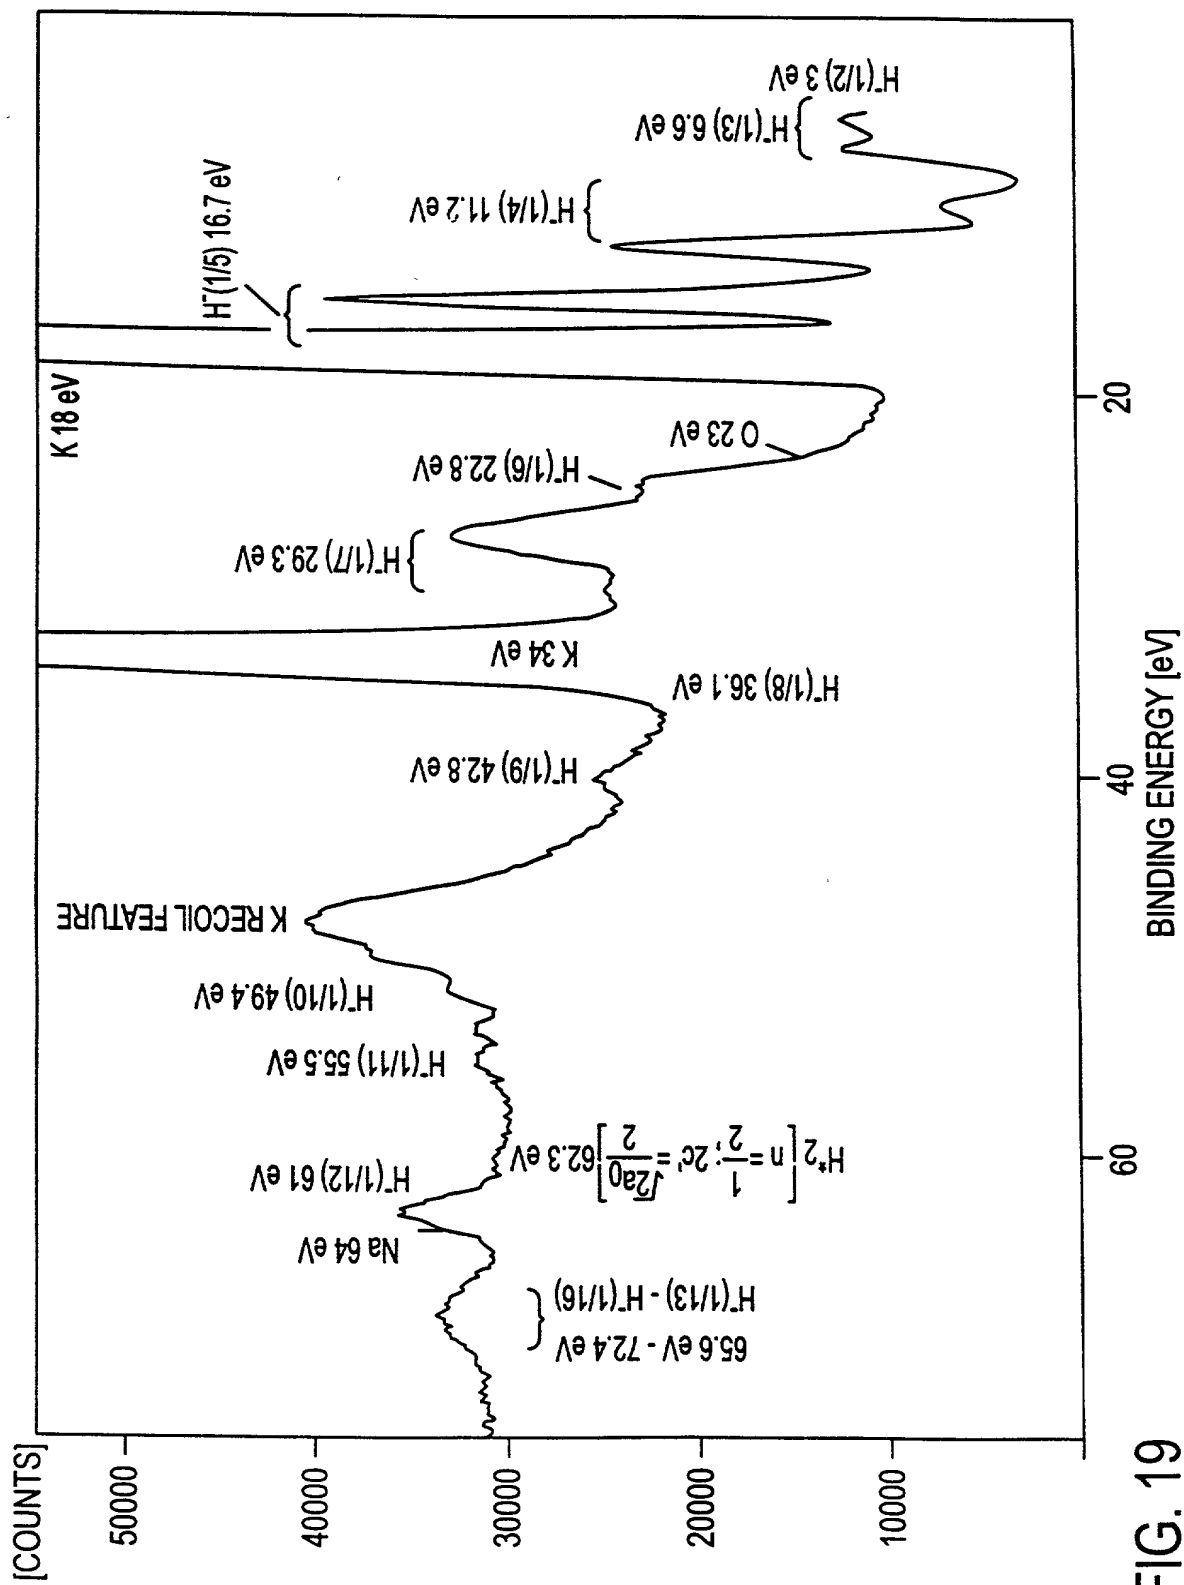 [COUNTS]
50000
40000
30000
20000
10000
65.6 eV - 72.4 eV
H⁻(1/13) - H⁻(1/16)
Na 64 eV
H⁻(1/12) 61 eV
H*₂ [n = 1/2; 2c' = √2a₀/2] 62.3 eV
H⁻(1/11) 55.5 eV
H⁻(1/10) 49.4 eV
K RECOIL FEATURE
H⁻(1/9) 42.8 eV
H⁻(1/8) 36.1 eV
K 34 eV
H⁻(1/7) 29.3 eV
H⁻(1/6) 22.8 eV
O 23 eV
K 18 eV
H⁻(1/5) 16.7 eV
H⁻(1/4) 11.2 eV
H⁻(1/3) 6.6 eV
H⁻(1/2) 3 eV
60
40
20
BINDING ENERGY [eV]
FIG. 19